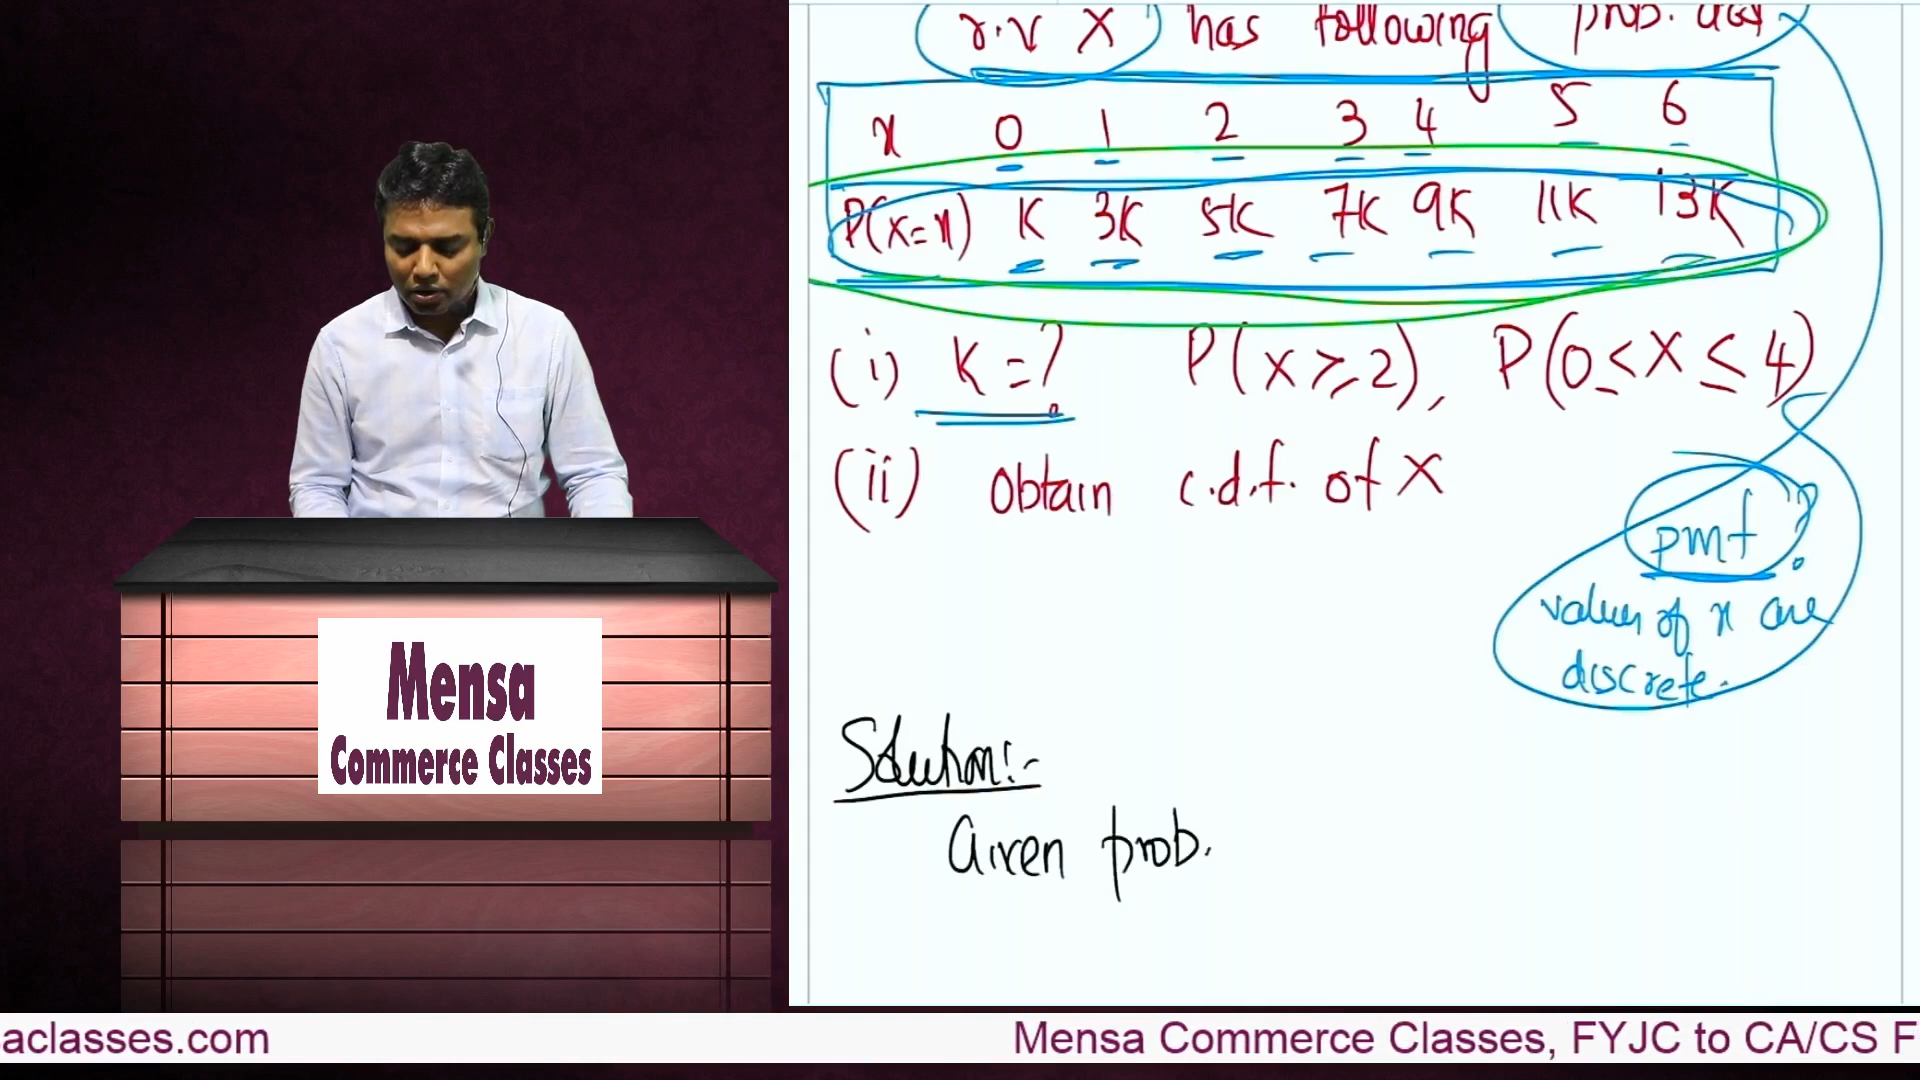 r.v X has following prob. dist
x 0 1 2 3 4 5 6
P(X=x) K 3K 5K 7K 9K 11K 13K
(i) K=? P(X≥2), P(0≤X≤4)
(ii) Obtain c.d.f. of X
pmf?
values of x are
discrete.
Solution:-
Given prob.
Mensa
Commerce Classes
aclasses.com
Mensa Commerce Classes, FYJC to CA/CS F